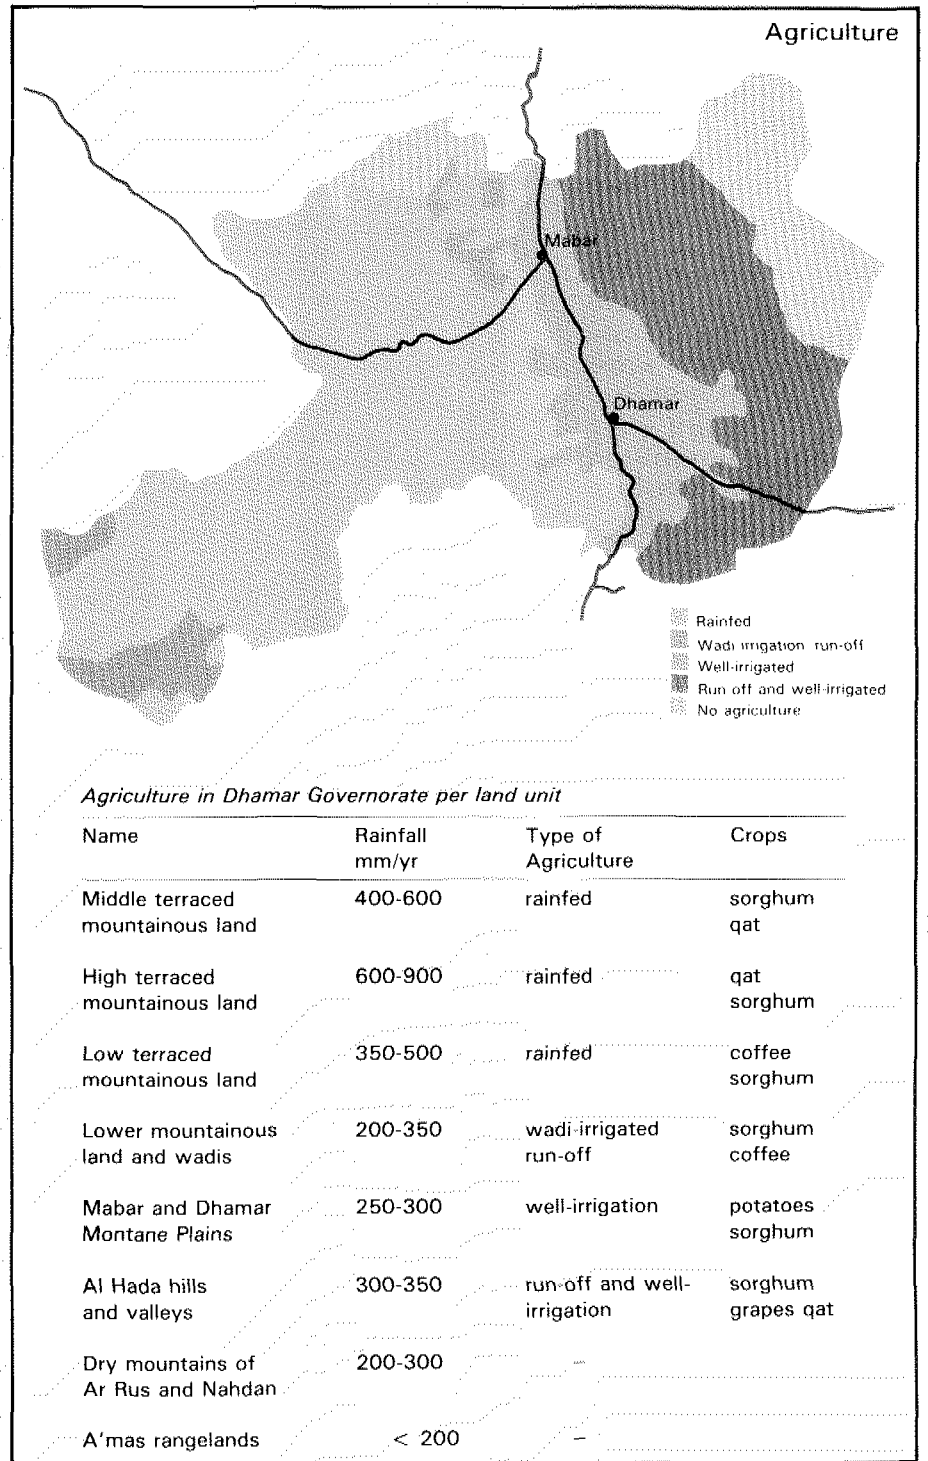 Agriculture
Mabar
Dhamar
Rainfed
Wadi irrigation run-off
Well-irrigated
Run off and well-irrigated
No agriculture
Agriculture in Dhamar Governorate per land unit
Name Rainfall Type of Crops
mm/yr Agriculture
Middle terraced 400-600 rainfed sorghum
mountainous land qat
High terraced 600-900 rainfed qat
mountainous land sorghum
Low terraced 350-500 rainfed coffee
mountainous land sorghum
Lower mountainous 200-350 wadi-irrigated sorghum
land and wadis run-off coffee
Mabar and Dhamar 250-300 well-irrigation potatoes
Montane Plains sorghum
Al Hada hills 300-350 run-off and well- sorghum
and valleys irrigation grapes qat
Dry mountains of 200-300 –
Ar Rus and Nahdan
A'mas rangelands < 200 –